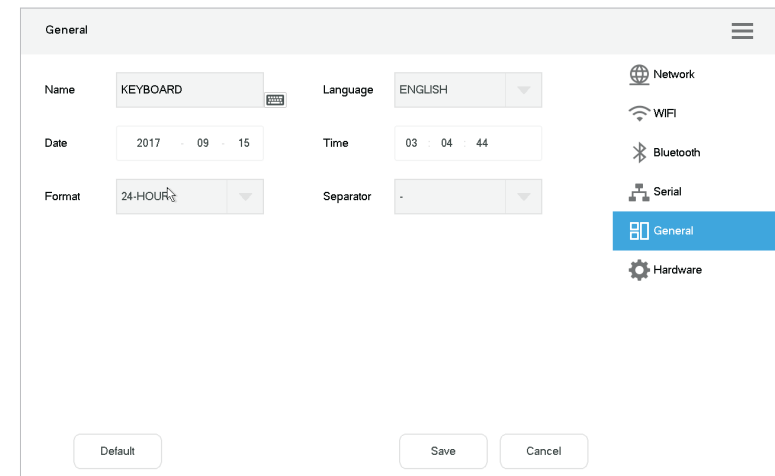 General
Name KEYBOARD Language ENGLISH
Date 2017 - 09 - 15 Time 03 : 04 : 44
Format 24-HOUR Separator -
Network
WIFI
Bluetooth
Serial
General
Hardware
Default Save Cancel